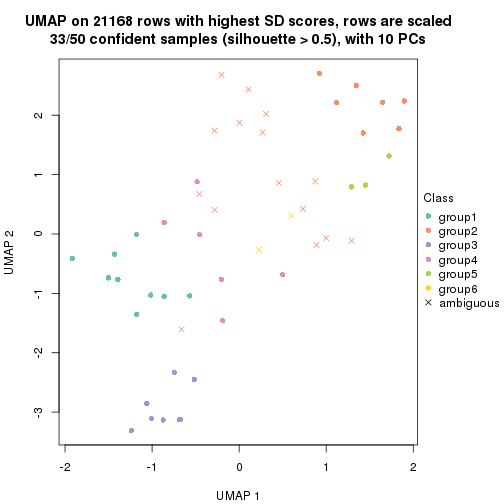 UMAP on 21168 rows with highest SD scores, rows are scaled
33/50 confident samples (silhouette > 0.5), with 10 PCs
2
1
0
-1
-2
-3
UMAP 2
-2
-1
0
1
2
UMAP 1
Class
group1
group2
group3
group4
group5
group6
ambiguous